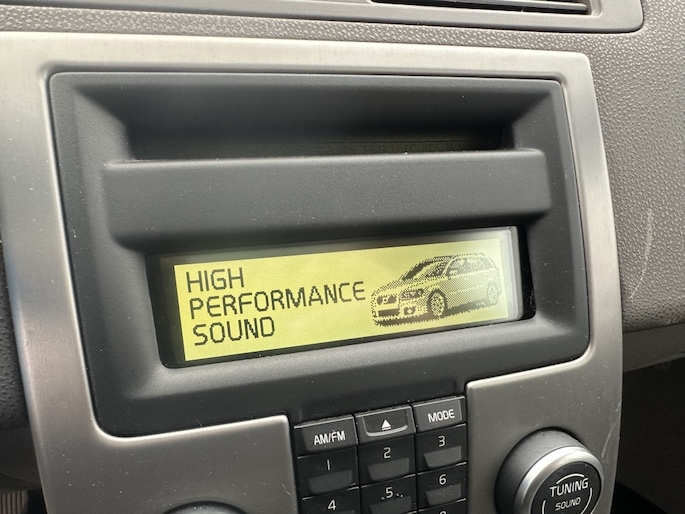 HIGH
PERFORMANCE
SOUND
AM/FM
MODE
1
2
3
4
5
6
TUNING
SOUND